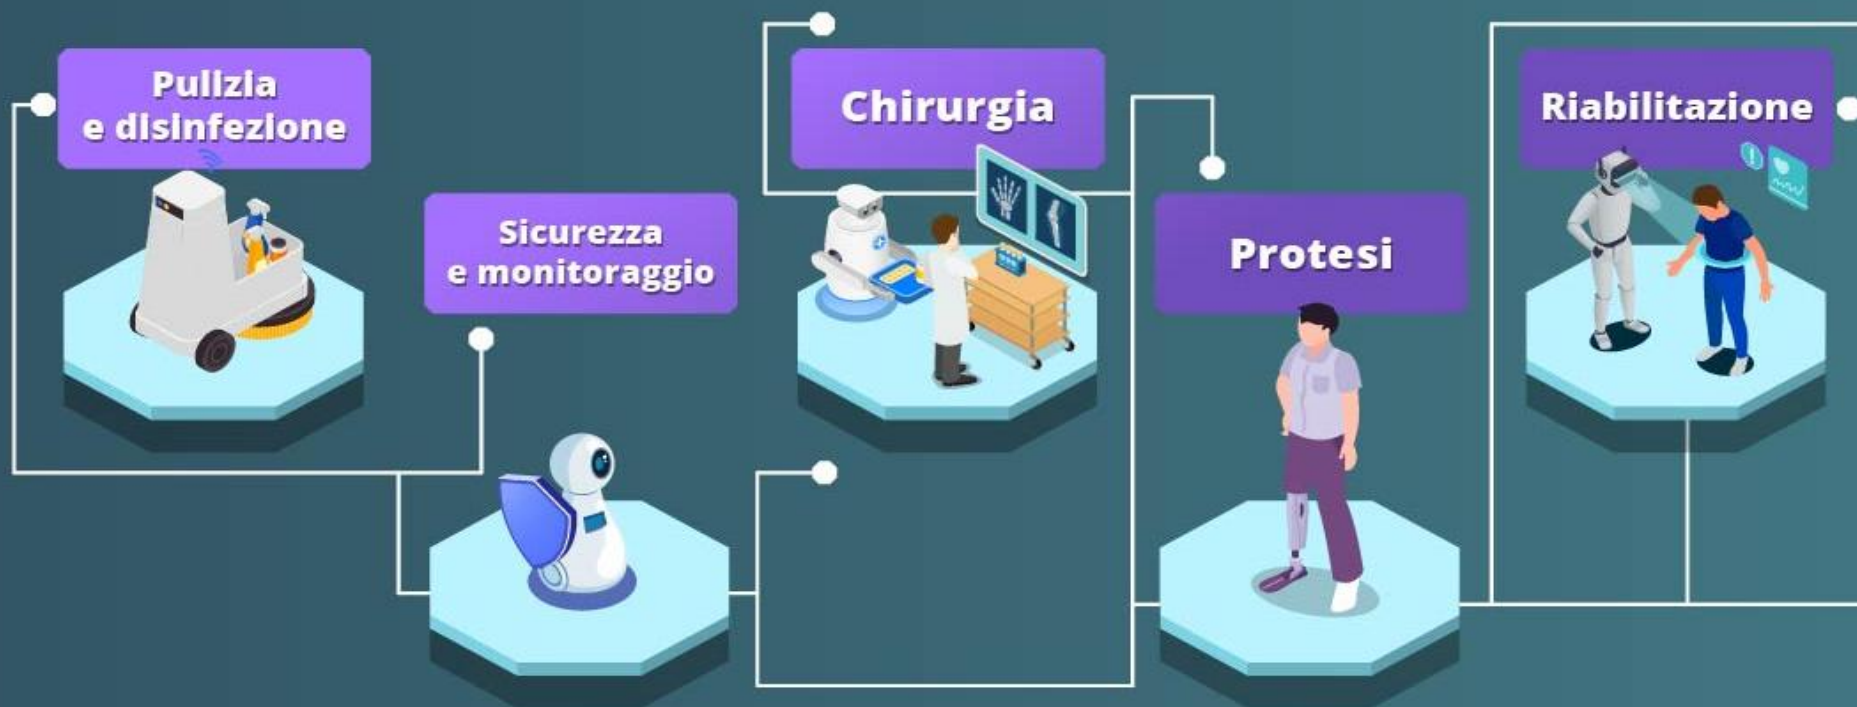 Pulizia
e disinfezione
Sicurezza
e monitoraggio
Chirurgia
Protesi
Riabilitazione